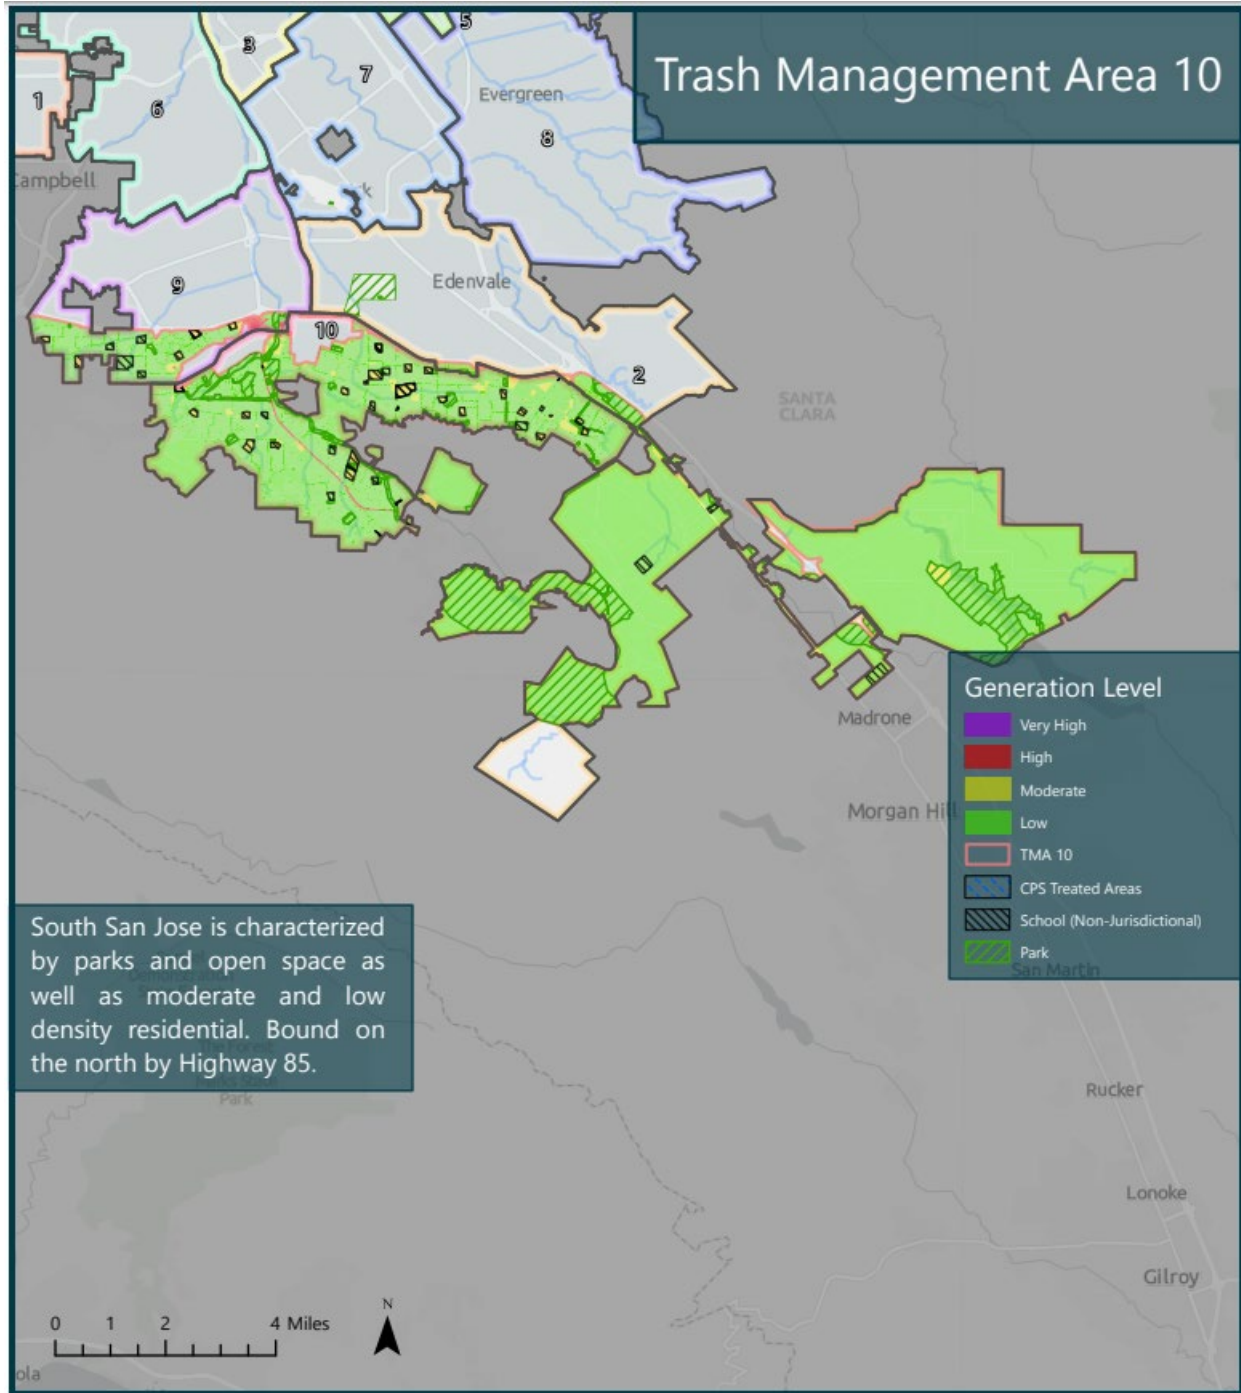 Trash Management Area 10
5
3
7
Evergreen
1
6
8
Campbell
9
Edenvale
10
2
SANTA
CLARA
Generation Level
Very High
High
Moderate
Low
TMA 10
CPS Treated Areas
School (Non-Jurisdictional)
Park
Madrone
Morgan Hill
San Martin
South San Jose is characterized
by parks and open space as
well as moderate and low
density residential. Bound on
the north by Highway 85.
Park
Rucker
Lonoke
Gilroy
0 1 2 4 Miles
N
ola